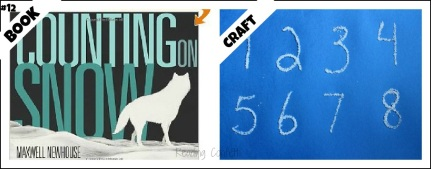 #12
BOOK
COUNTING ON
SNOW
MAXWELL NEWHOUSE
CRAFT
1 2 3 4
5 6 7 8